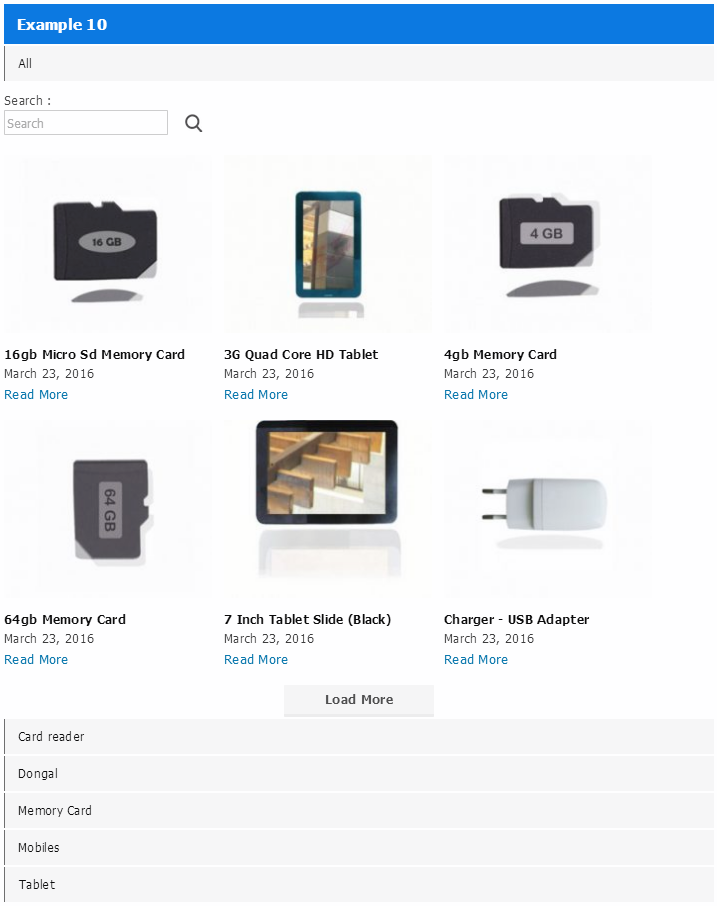 Example 10
All
Search :
Search
16 GB
4 GB
16gb Micro Sd Memory Card
3G Quad Core HD Tablet
4gb Memory Card
March 23, 2016
March 23, 2016
March 23, 2016
Read More
Read More
Read More
64 GB
64gb Memory Card
7 Inch Tablet Slide (Black)
Charger - USB Adapter
March 23, 2016
March 23, 2016
March 23, 2016
Read More
Read More
Read More
Load More
Card reader
Dongal
Memory Card
Mobiles
Tablet